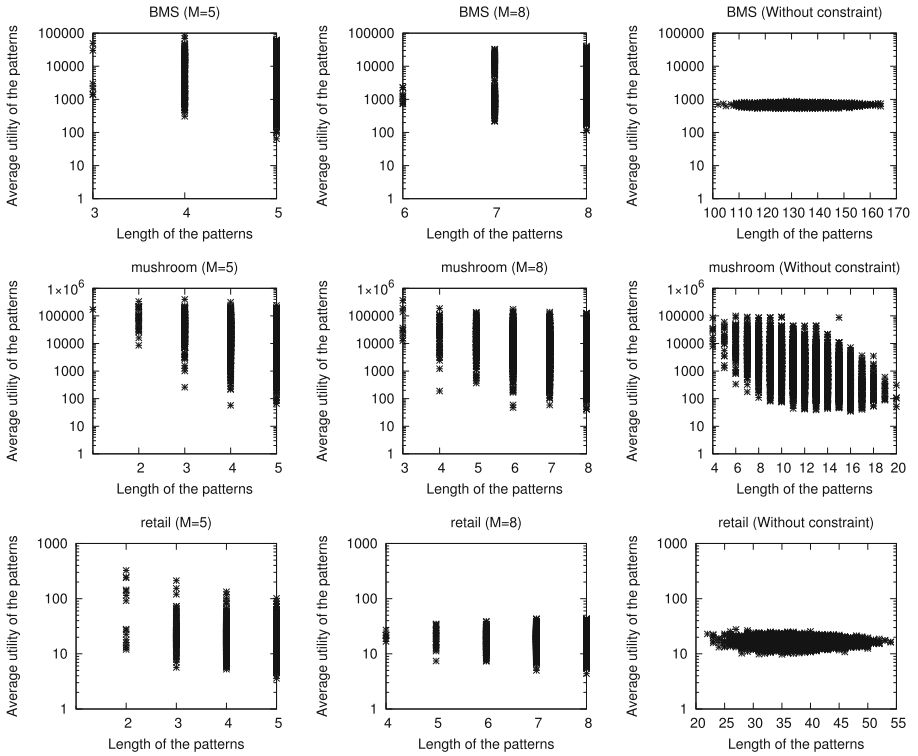 BMS (M=5)
Average utility of the patterns
100000
10000
1000
100
10
1
3 4 5
Length of the patterns
BMS (M=8)
Average utility of the patterns
100000
10000
1000
100
10
1
6 7 8
Length of the patterns
BMS (Without constraint)
Average utility of the patterns
100000
10000
1000
100
10
1
100 110 120 130 140 150 160 170
Length of the patterns
mushroom (M=5)
Average utility of the patterns
1×10^6
100000
10000
1000
100
10
1
2 3 4 5
Length of the patterns
mushroom (M=8)
Average utility of the patterns
1×10^6
100000
10000
1000
100
10
1
3 4 5 6 7 8
Length of the patterns
mushroom (Without constraint)
Average utility of the patterns
1×10^6
100000
10000
1000
100
10
1
4 6 8 10 12 14 16 18 20
Length of the patterns
retail (M=5)
Average utility of the patterns
1000
100
10
1
2 3 4 5
Length of the patterns
retail (M=8)
Average utility of the patterns
1000
100
10
1
4 5 6 7 8
Length of the patterns
retail (Without constraint)
Average utility of the patterns
1000
100
10
1
20 25 30 35 40 45 50 55
Length of the patterns